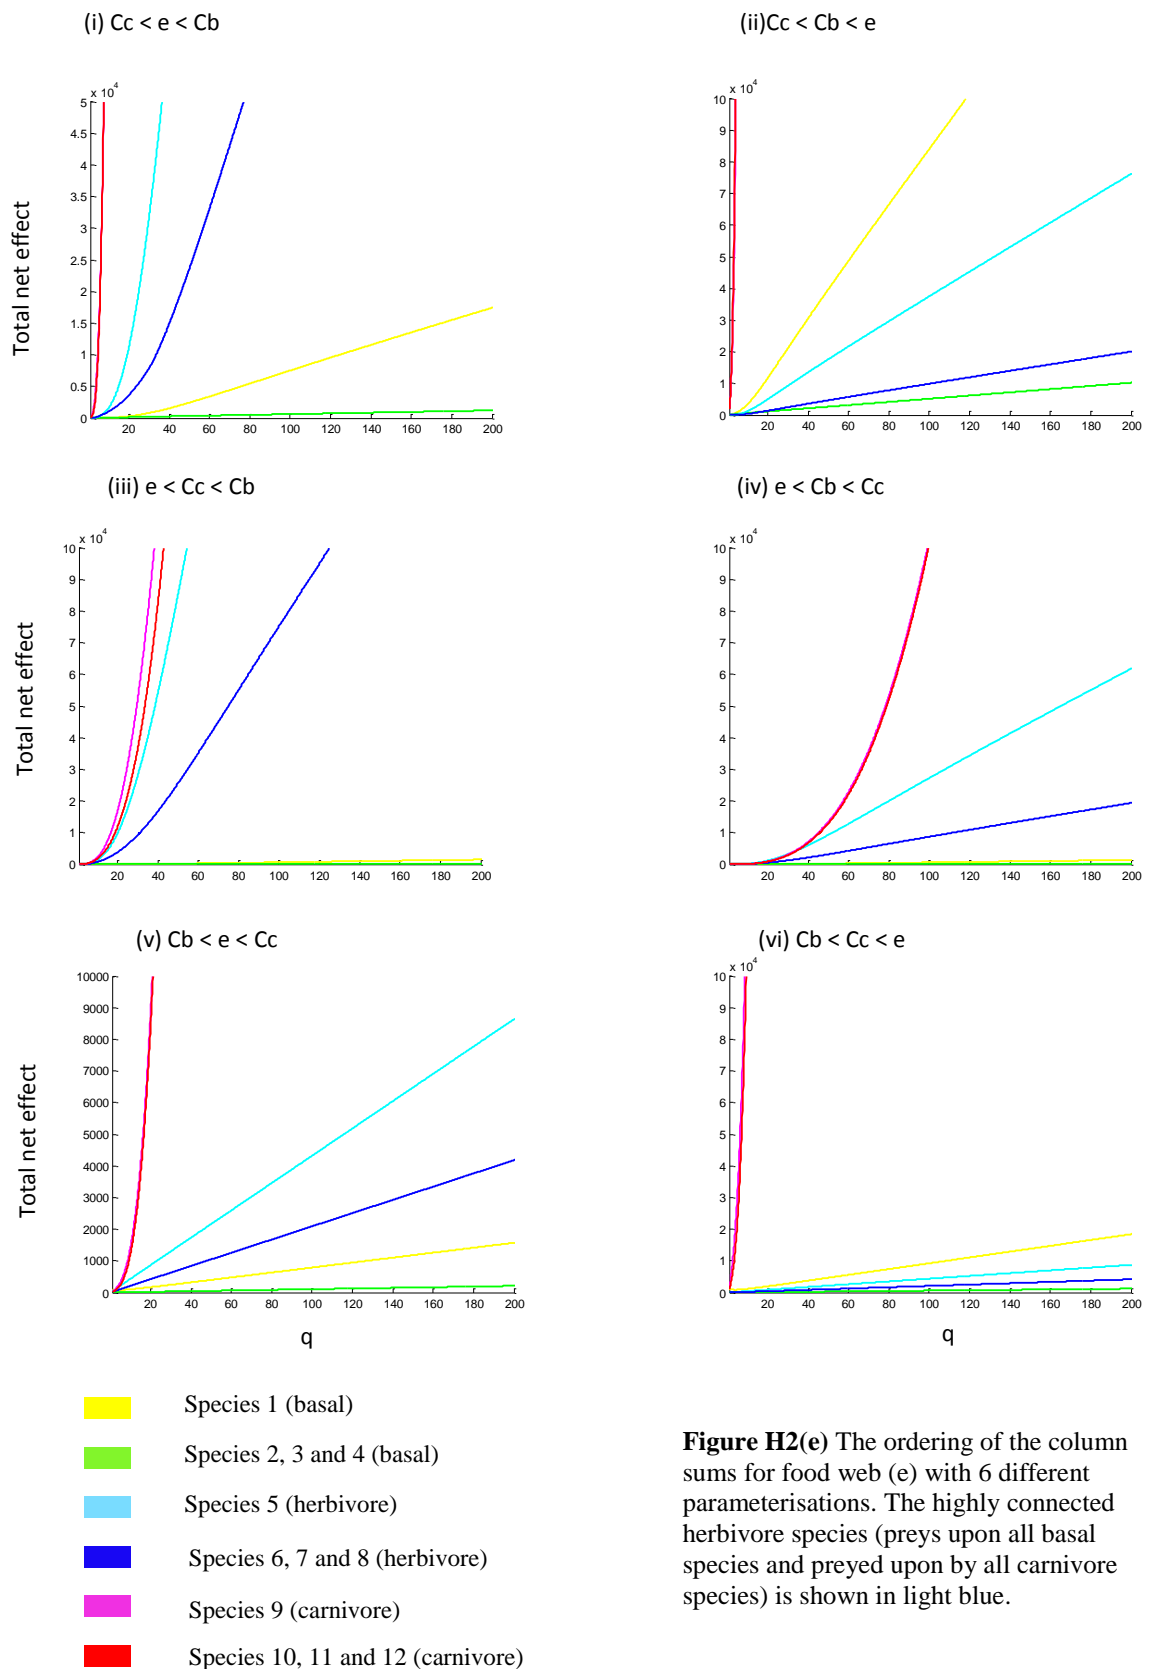 (i) Cc < e < Cb
(ii)Cc < Cb < e
x 10^4
5
4.5
4
3.5
3
2.5
2
1.5
1
0.5
0
20 40 60 80 100 120 140 160 180 200
Total net effect
x 10^4
10
9
8
7
6
5
4
3
2
1
0
20 40 60 80 100 120 140 160 180 200
(iii) e < Cc < Cb
(iv) e < Cb < Cc
x 10^4
10
9
8
7
6
5
4
3
2
1
0
20 40 60 80 100 120 140 160 180 200
Total net effect
x 10^4
10
9
8
7
6
5
4
3
2
1
0
20 40 60 80 100 120 140 160 180 200
(v) Cb < e < Cc
(vi) Cb < Cc < e
10000
9000
8000
7000
6000
5000
4000
3000
2000
1000
0
20 40 60 80 100 120 140 160 180 200
Total net effect
q
x 10^4
10
9
8
7
6
5
4
3
2
1
0
20 40 60 80 100 120 140 160 180 200
q
Species 1 (basal)
Species 2, 3 and 4 (basal)
Species 5 (herbivore)
Species 6, 7 and 8 (herbivore)
Species 9 (carnivore)
Species 10, 11 and 12 (carnivore)
Figure H2(e) The ordering of the column
sums for food web (e) with 6 different
parameterisations. The highly connected
herbivore species (preys upon all basal
species and preyed upon by all carnivore
species) is shown in light blue.